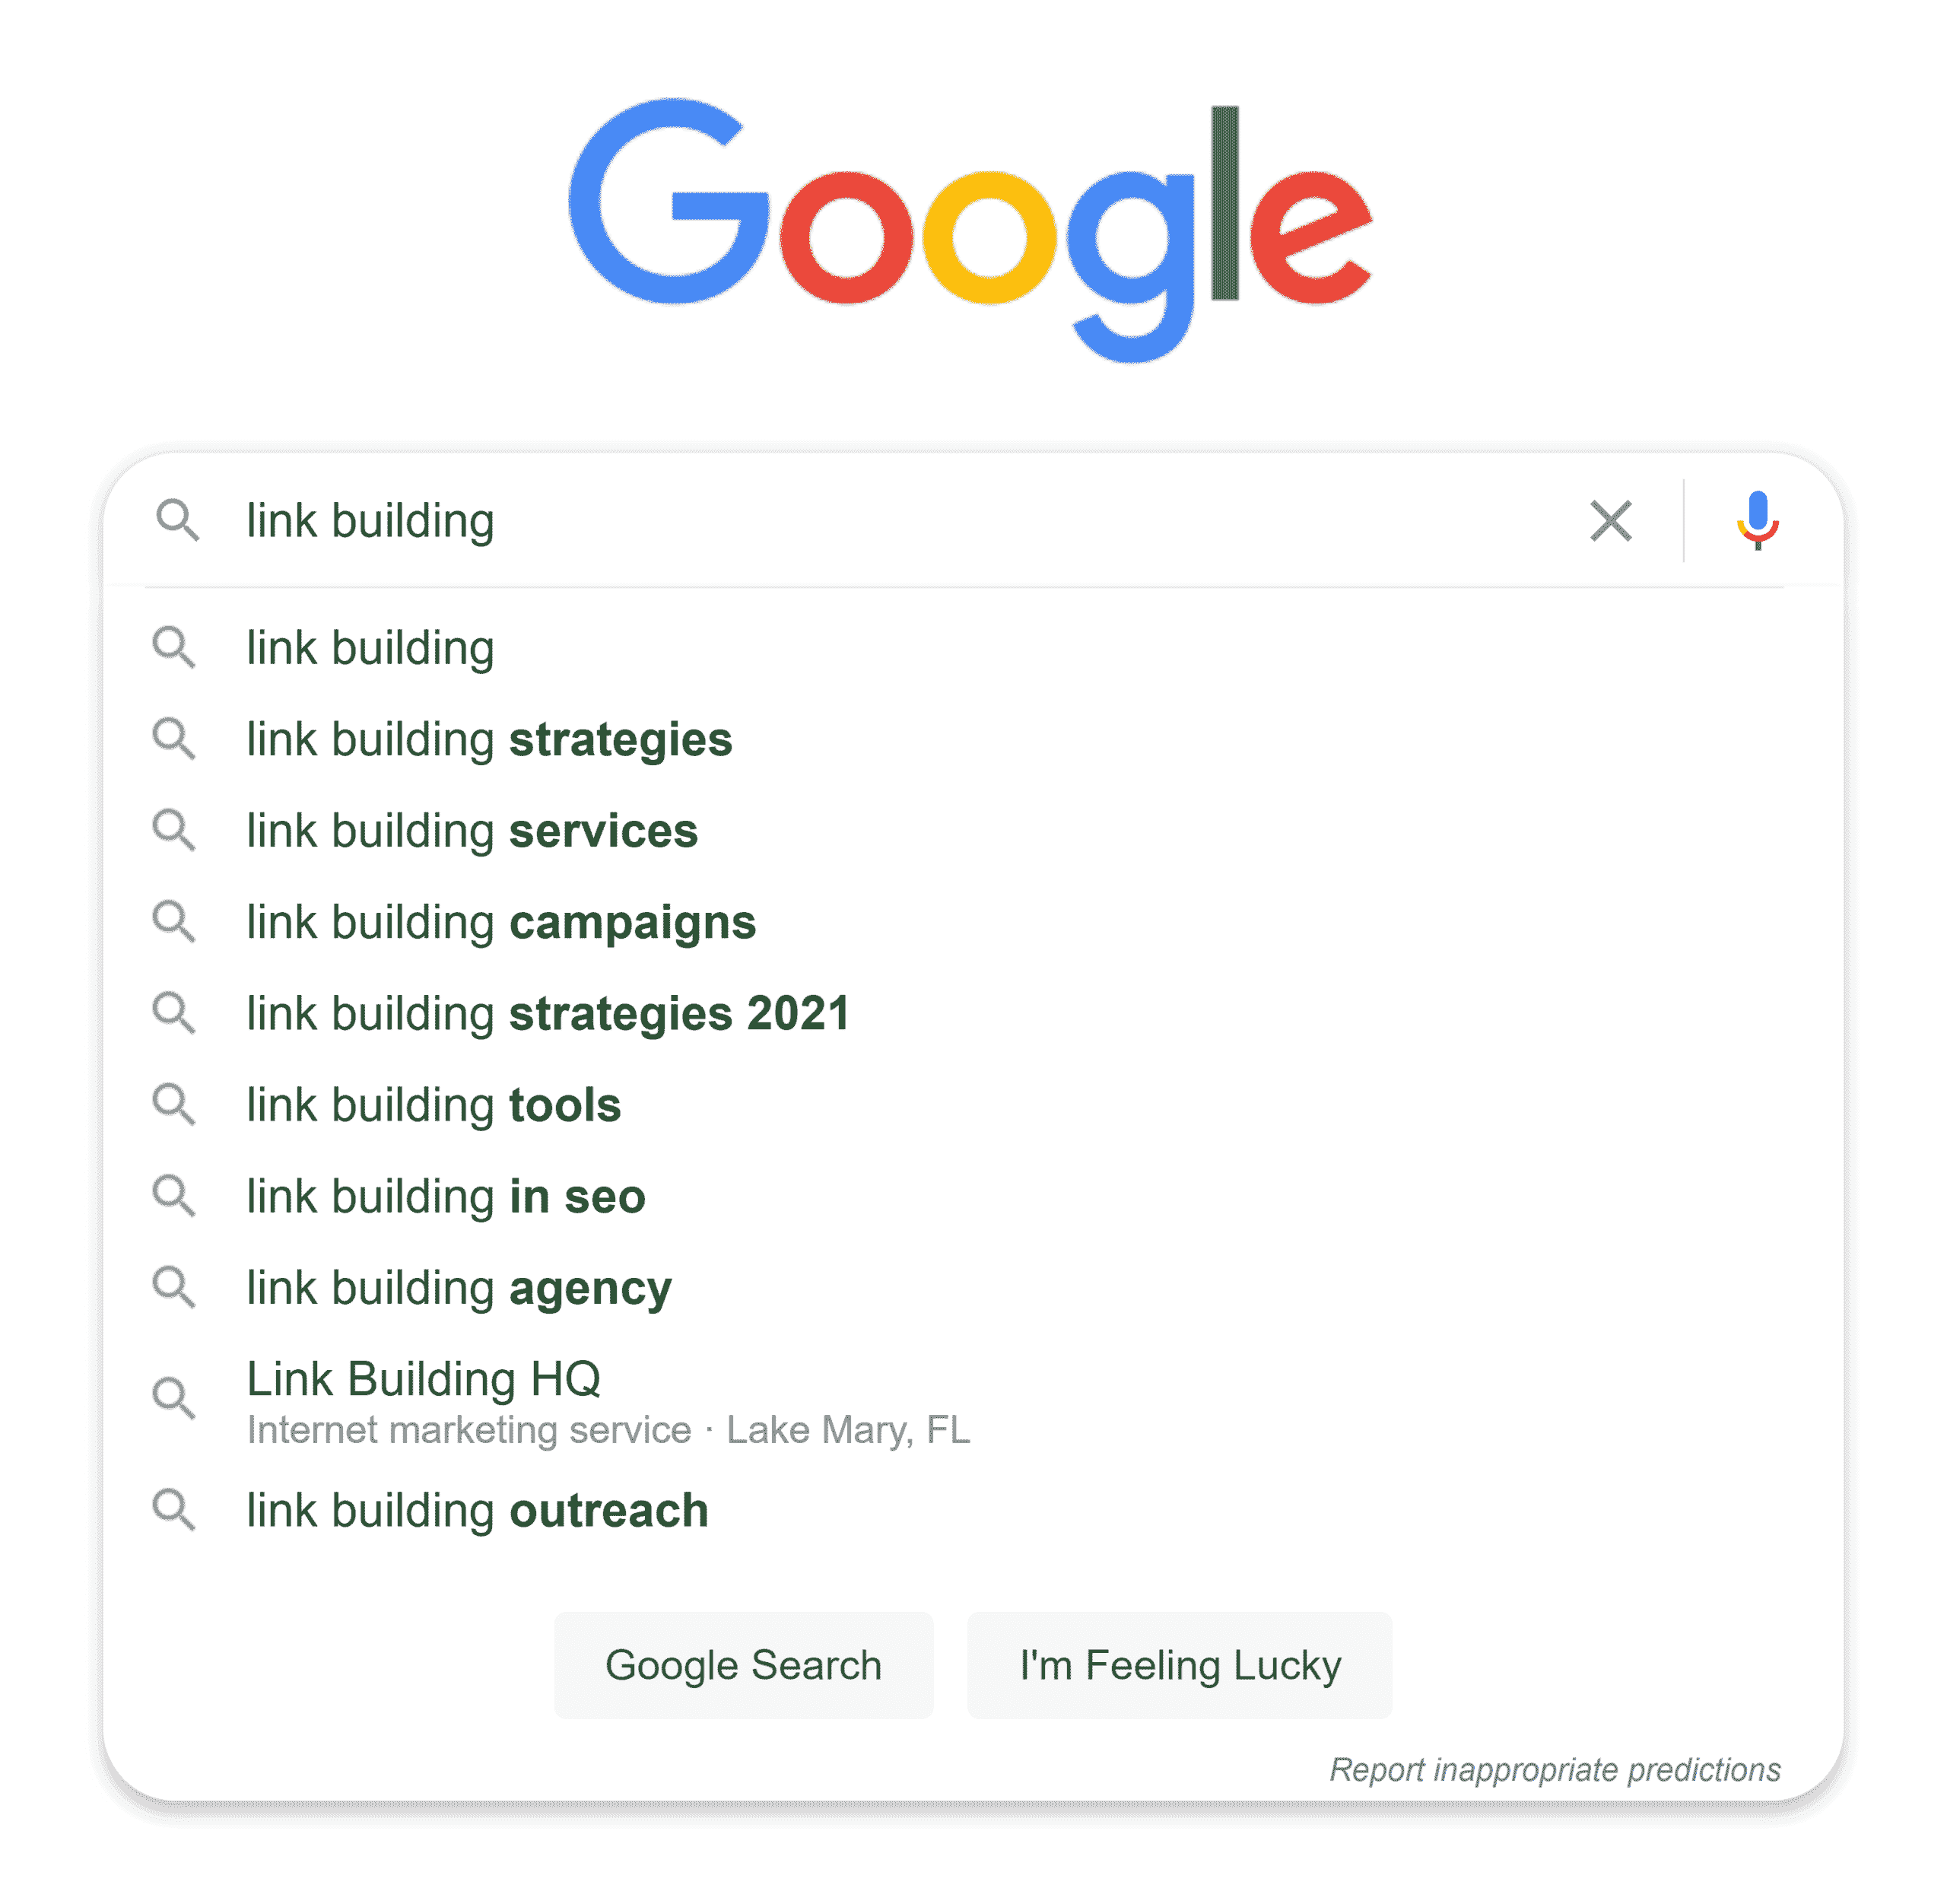 Google
link building
link building
link building strategies
link building services
link building campaigns
link building strategies 2021
link building tools
link building in seo
link building agency
Link Building HQ
Internet marketing service · Lake Mary, FL
link building outreach
Google Search
I'm Feeling Lucky
Report inappropriate predictions